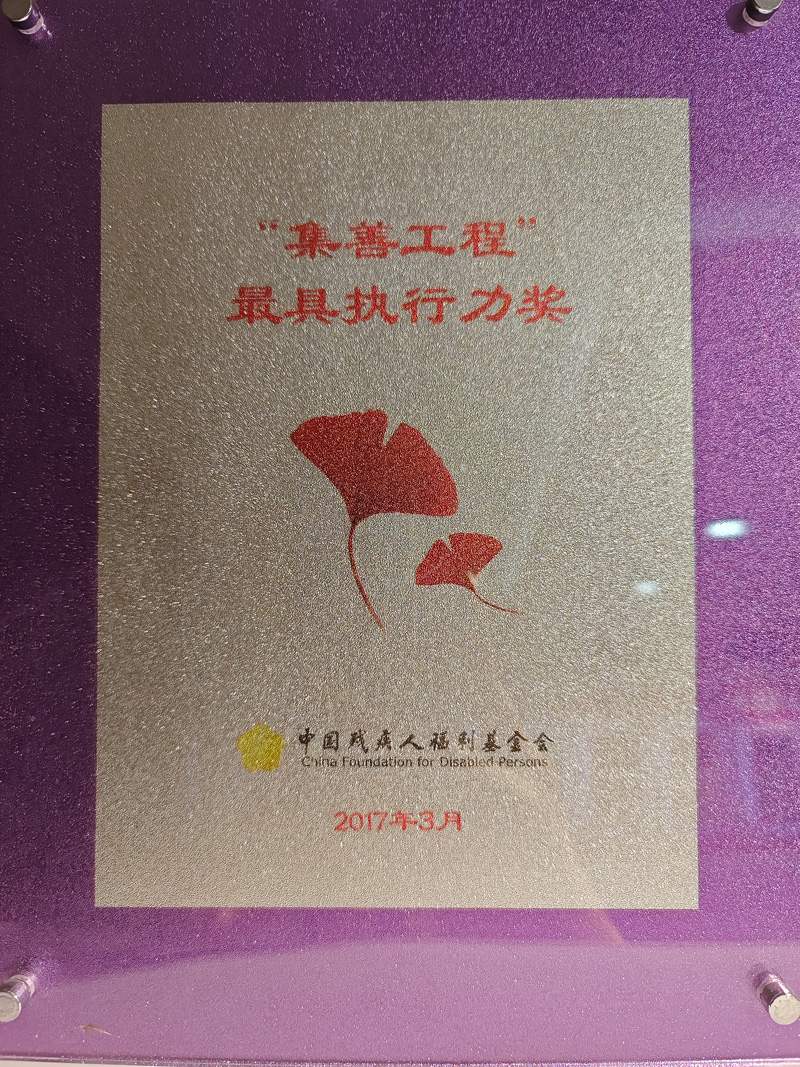 “集善工程”
最具执行力奖
中国残疾人福利基金会
China Foundation for Disabled Persons
2017年3月